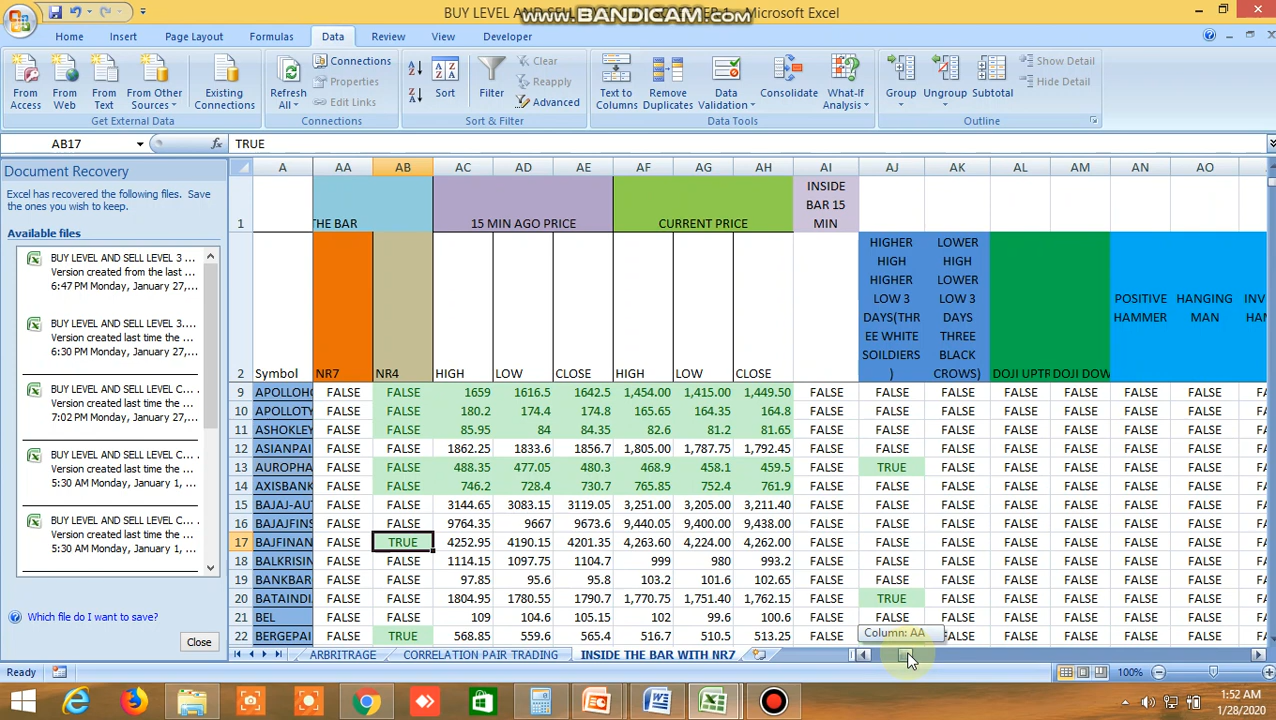 BUY LEVEL AND SELL
Microsoft Excel
www.BANDICAM.com
Home Insert Page Layout Formulas Data Review View Developer
From Access
From Web
From Text
From Other Sources
Existing Connections
Get External Data
Refresh All
Connections
Properties
Edit Links
Connections
Sort
Filter
Clear
Reapply
Advanced
Sort & Filter
Text to Columns
Remove Duplicates
Data Validation
Consolidate
What-If Analysis
Data Tools
Group
Ungroup
Subtotal
Show Detail
Hide Detail
Outline
AB17 fx TRUE
Document Recovery
Excel has recovered the following files. Save
the ones you wish to keep.
Available files
BUY LEVEL AND SELL LEVEL 3 ...
Version created from the last ...
6:47 PM Monday, January 27,...
BUY LEVEL AND SELL LEVEL 3....
Version created last time the ...
6:30 PM Monday, January 27,...
BUY LEVEL AND SELL LEVEL C...
Version created last time the ...
7:02 PM Monday, January 27,...
BUY LEVEL AND SELL LEVEL C...
Version created last time the ...
5:30 AM Monday, January 1, ...
BUY LEVEL AND SELL LEVEL C...
Version created last time the ...
5:30 AM Monday, January 1, ...
Which file do I want to save?
Close
A AA AB AC AD AE AF AG AH AI AJ AK AL AM AN AO
1 THE BAR 15 MIN AGO PRICE CURRENT PRICE INSIDE BAR 15 MIN
2 Symbol NR7 NR4 HIGH LOW CLOSE HIGH LOW CLOSE
HIGHER
HIGH
HIGHER
LOW 3
DAYS(THR
EE WHITE
SOILDIERS
)
LOWER
HIGH
LOWER
LOW 3
DAYS
THREE
BLACK
CROWS)
DOJI UPTR DOJI DOW
POSITIVE
HAMMER
HANGING
MAN
INV
HAM
9 APOLLOHO FALSE FALSE 1659 1616.5 1642.5 1,454.00 1,415.00 1,449.50 FALSE FALSE FALSE FALSE FALSE FALSE FALSE FA
10 APOLLOTY FALSE FALSE 180.2 174.4 174.8 165.65 164.35 164.8 FALSE FALSE FALSE FALSE FALSE FALSE FALSE FA
11 ASHOKLEY FALSE FALSE 85.95 84 84.35 82.6 81.2 81.65 FALSE FALSE FALSE FALSE FALSE FALSE FALSE FA
12 ASIANPAI FALSE FALSE 1862.25 1833.6 1856.7 1,805.00 1,787.75 1,792.45 FALSE FALSE FALSE FALSE FALSE FALSE FALSE FA
13 AUROPHA FALSE FALSE 488.35 477.05 480.3 468.9 458.1 459.5 FALSE TRUE FALSE FALSE FALSE FALSE FALSE FA
14 AXISBANK FALSE FALSE 746.2 728.4 730.7 765.85 752.4 761.9 FALSE FALSE FALSE FALSE FALSE FALSE FALSE FA
15 BAJAJ-AUT FALSE FALSE 3144.65 3083.15 3119.05 3,251.00 3,205.00 3,211.40 FALSE FALSE FALSE FALSE FALSE FALSE FALSE FA
16 BAJAJFINS FALSE FALSE 9764.35 9667 9673.6 9,440.05 9,400.00 9,438.00 FALSE FALSE FALSE FALSE FALSE FALSE FALSE FA
17 BAJFINAN FALSE TRUE 4252.95 4190.15 4201.35 4,263.60 4,224.00 4,262.00 FALSE FALSE FALSE FALSE FALSE FALSE FALSE FA
18 BALKRISIN FALSE FALSE 1114.15 1097.75 1104.7 999 980 993.2 FALSE FALSE FALSE FALSE FALSE FALSE FALSE FA
19 BANKBAR FALSE FALSE 97.85 95.6 95.8 103.2 101.6 102.65 FALSE FALSE FALSE FALSE FALSE FALSE FALSE FA
20 BATAINDI FALSE FALSE 1804.95 1780.55 1790.7 1,770.75 1,751.40 1,762.15 FALSE TRUE FALSE FALSE FALSE FALSE FALSE FA
21 BEL FALSE FALSE 109 104.6 105.15 102 99.6 100.8 FALSE FALSE FALSE FALSE FALSE FALSE FALSE FA
22 BERGEPAI FALSE TRUE 568.85 559.6 565.4 516.7 510.5 513.25 FALSE FALSE FALSE FALSE FALSE FALSE FA
Column: AA
ARBRITRAGE CORRELATION PAIR TRADING INSIDE THE BAR WITH NR7
Ready 100%
1:52 AM
1/28/2020